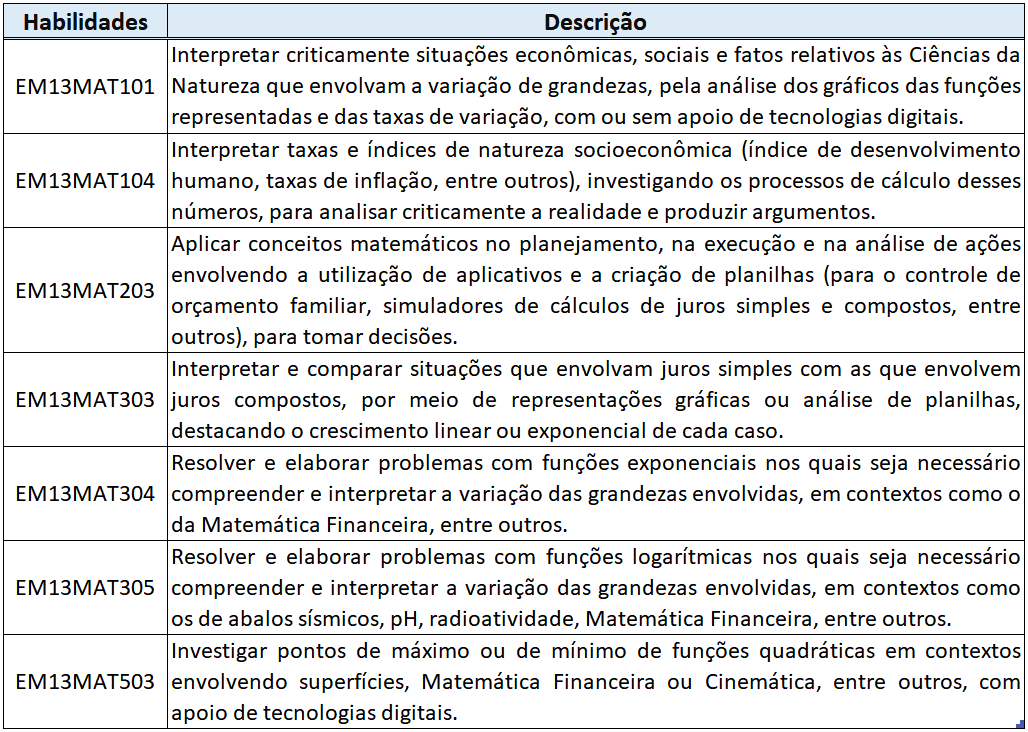 Habilidades Descrição
EM13MAT101
Interpretar criticamente situações econômicas, sociais e fatos relativos às Ciências da
Natureza que envolvam a variação de grandezas, pela análise dos gráficos das funções
representadas e das taxas de variação, com ou sem apoio de tecnologias digitais.
EM13MAT104
Interpretar taxas e índices de natureza socioeconômica (índice de desenvolvimento
humano, taxas de inflação, entre outros), investigando os processos de cálculo desses
números, para analisar criticamente a realidade e produzir argumentos.
EM13MAT203
Aplicar conceitos matemáticos no planejamento, na execução e na análise de ações
envolvendo a utilização de aplicativos e a criação de planilhas (para o controle de
orçamento familiar, simuladores de cálculos de juros simples e compostos, entre
outros), para tomar decisões.
EM13MAT303
Interpretar e comparar situações que envolvam juros simples com as que envolvem
juros compostos, por meio de representações gráficas ou análise de planilhas,
destacando o crescimento linear ou exponencial de cada caso.
EM13MAT304
Resolver e elaborar problemas com funções exponenciais nos quais seja necessário
compreender e interpretar a variação das grandezas envolvidas, em contextos como o
da Matemática Financeira, entre outros.
EM13MAT305
Resolver e elaborar problemas com funções logarítmicas nos quais seja necessário
compreender e interpretar a variação das grandezas envolvidas, em contextos como
os de abalos sísmicos, pH, radioatividade, Matemática Financeira, entre outros.
EM13MAT503
Investigar pontos de máximo ou de mínimo de funções quadráticas em contextos
envolvendo superfícies, Matemática Financeira ou Cinemática, entre outros, com
apoio de tecnologias digitais.